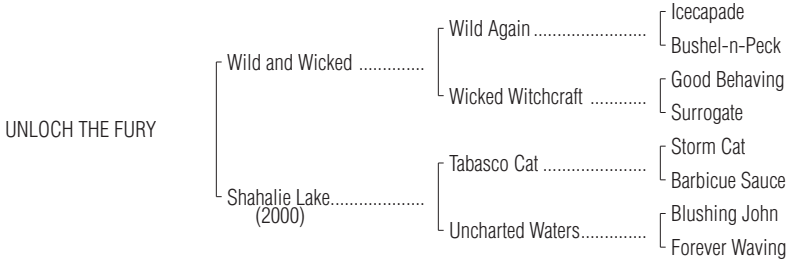 Icecapade
Wild Again ........................
Bushel-n-Peck
Wild and Wicked ..............
Good Behaving
Wicked Witchcraft ............
Surrogate
UNLOCH THE FURY
Storm Cat
Tabasco Cat ......................
Barbicue Sauce
Shahalie Lake....................
(2000)
Blushing John
Uncharted Waters..............
Forever Waving